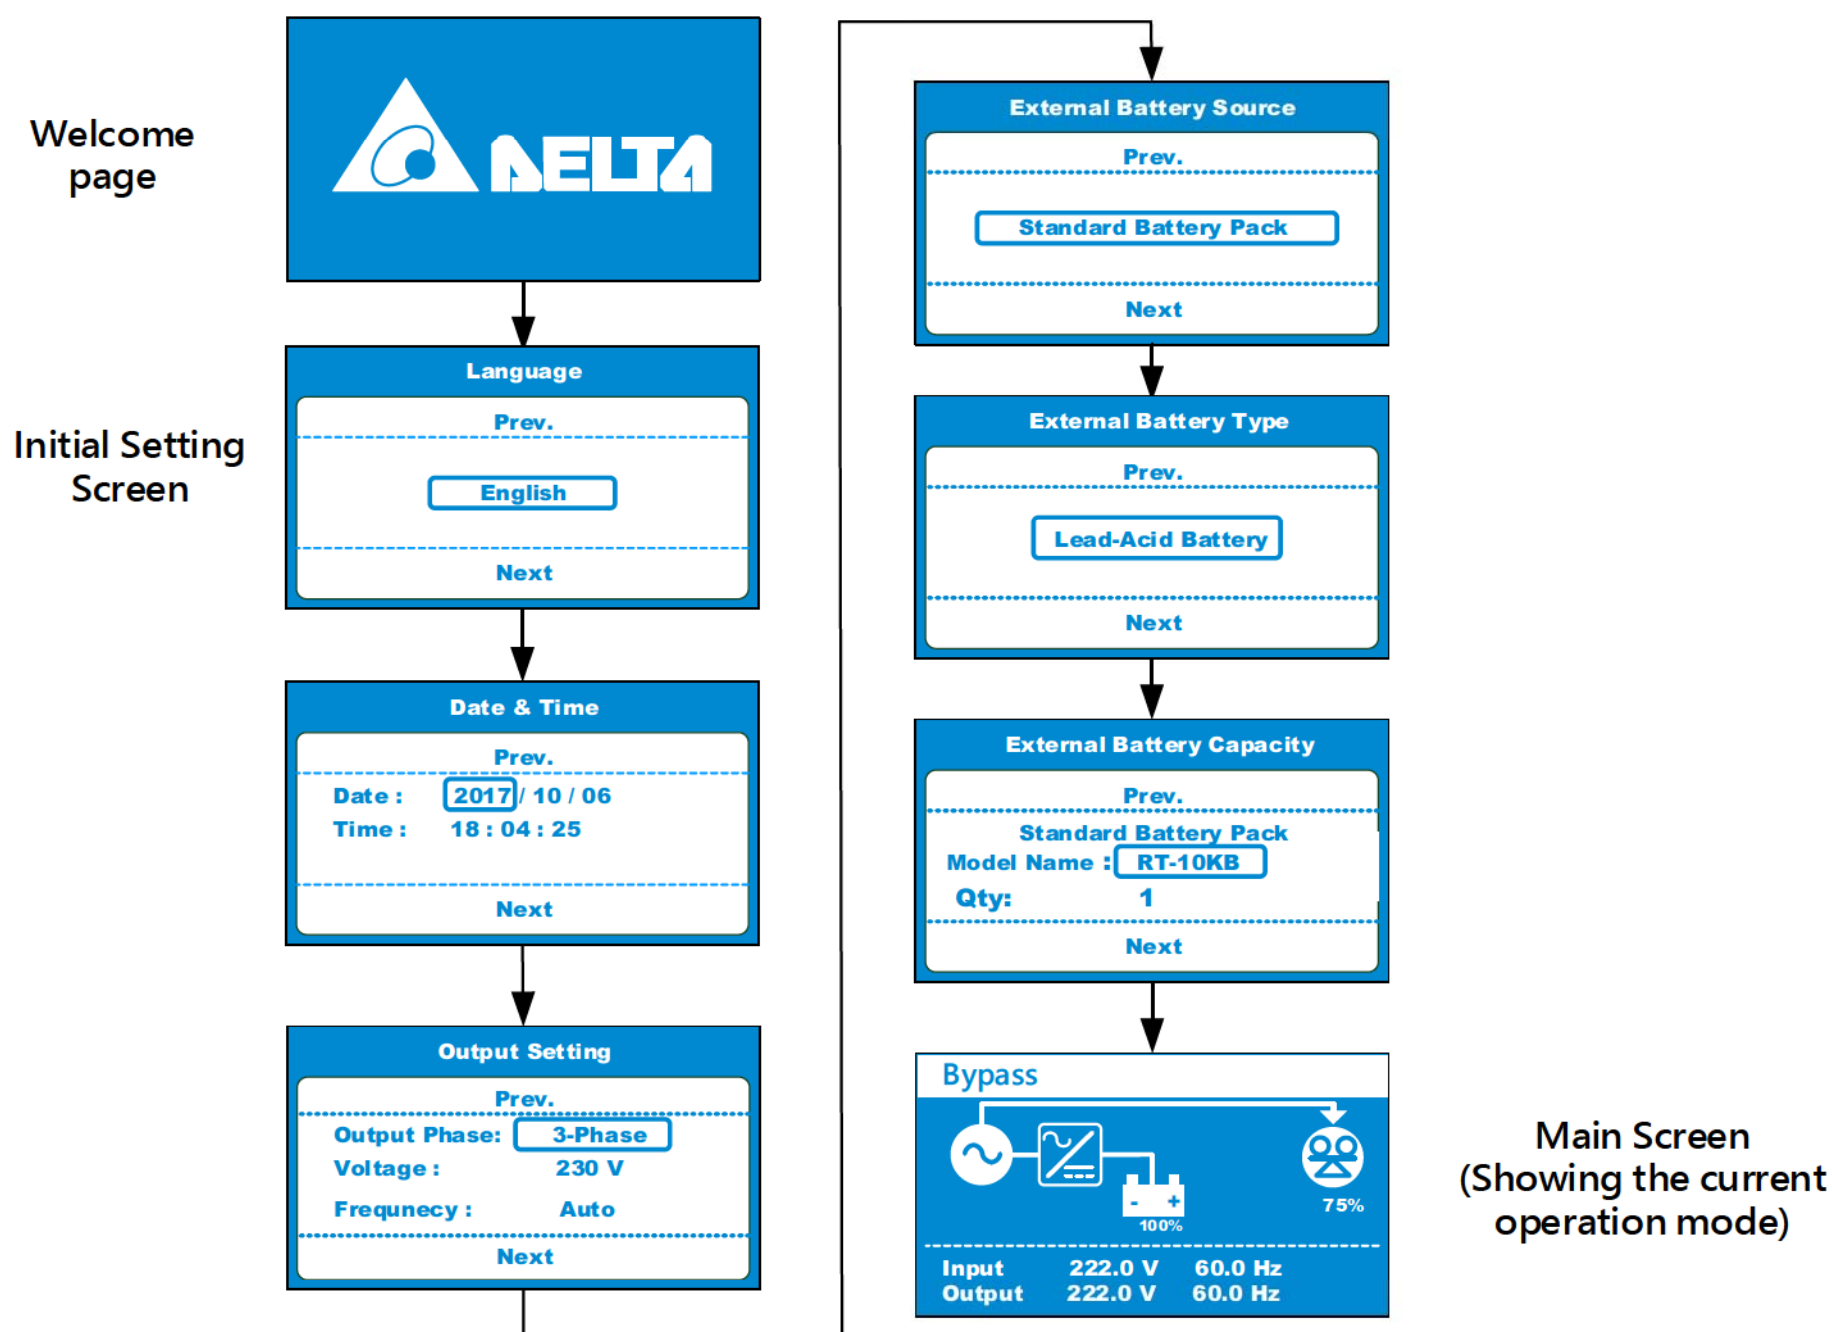 Welcome
page
DELTA
Initial Setting
Screen
Language
Prev.
English
Next
Date & Time
Prev.
Date : 2017 / 10 / 06
Time : 18 : 04 : 25
Next
Output Setting
Prev.
Output Phase: 3-Phase
Voltage : 230 V
Frequnecy : Auto
Next
External Battery Source
Prev.
Standard Battery Pack
Next
External Battery Type
Prev.
Lead-Acid Battery
Next
External Battery Capacity
Prev.
Standard Battery Pack
Model Name : RT-10KB
Qty: 1
Next
Bypass
- +
100%
75%
Input 222.0 V 60.0 Hz
Output 222.0 V 60.0 Hz
Main Screen
(Showing the current
operation mode)